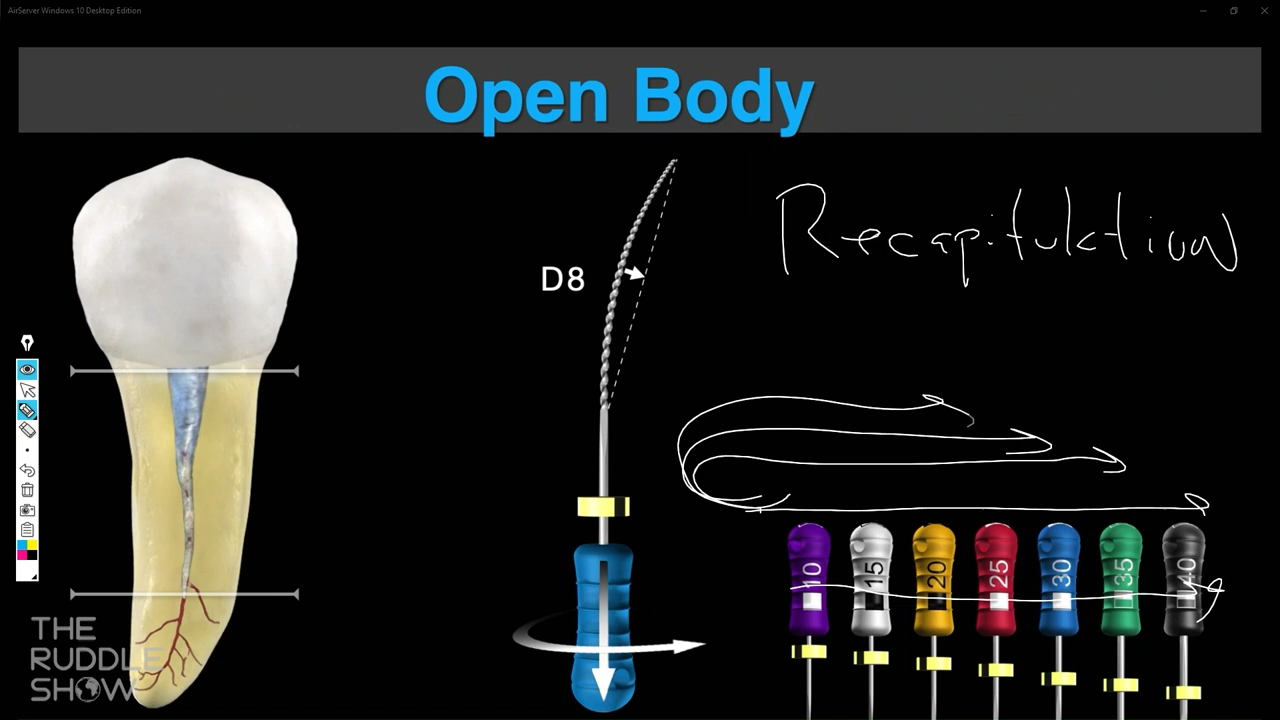 AirServer Windows 10 Desktop Edition
Open Body
Recapitulation
D8
10 15 20 25 30 35 40
THE
RUDDLE
SHOW